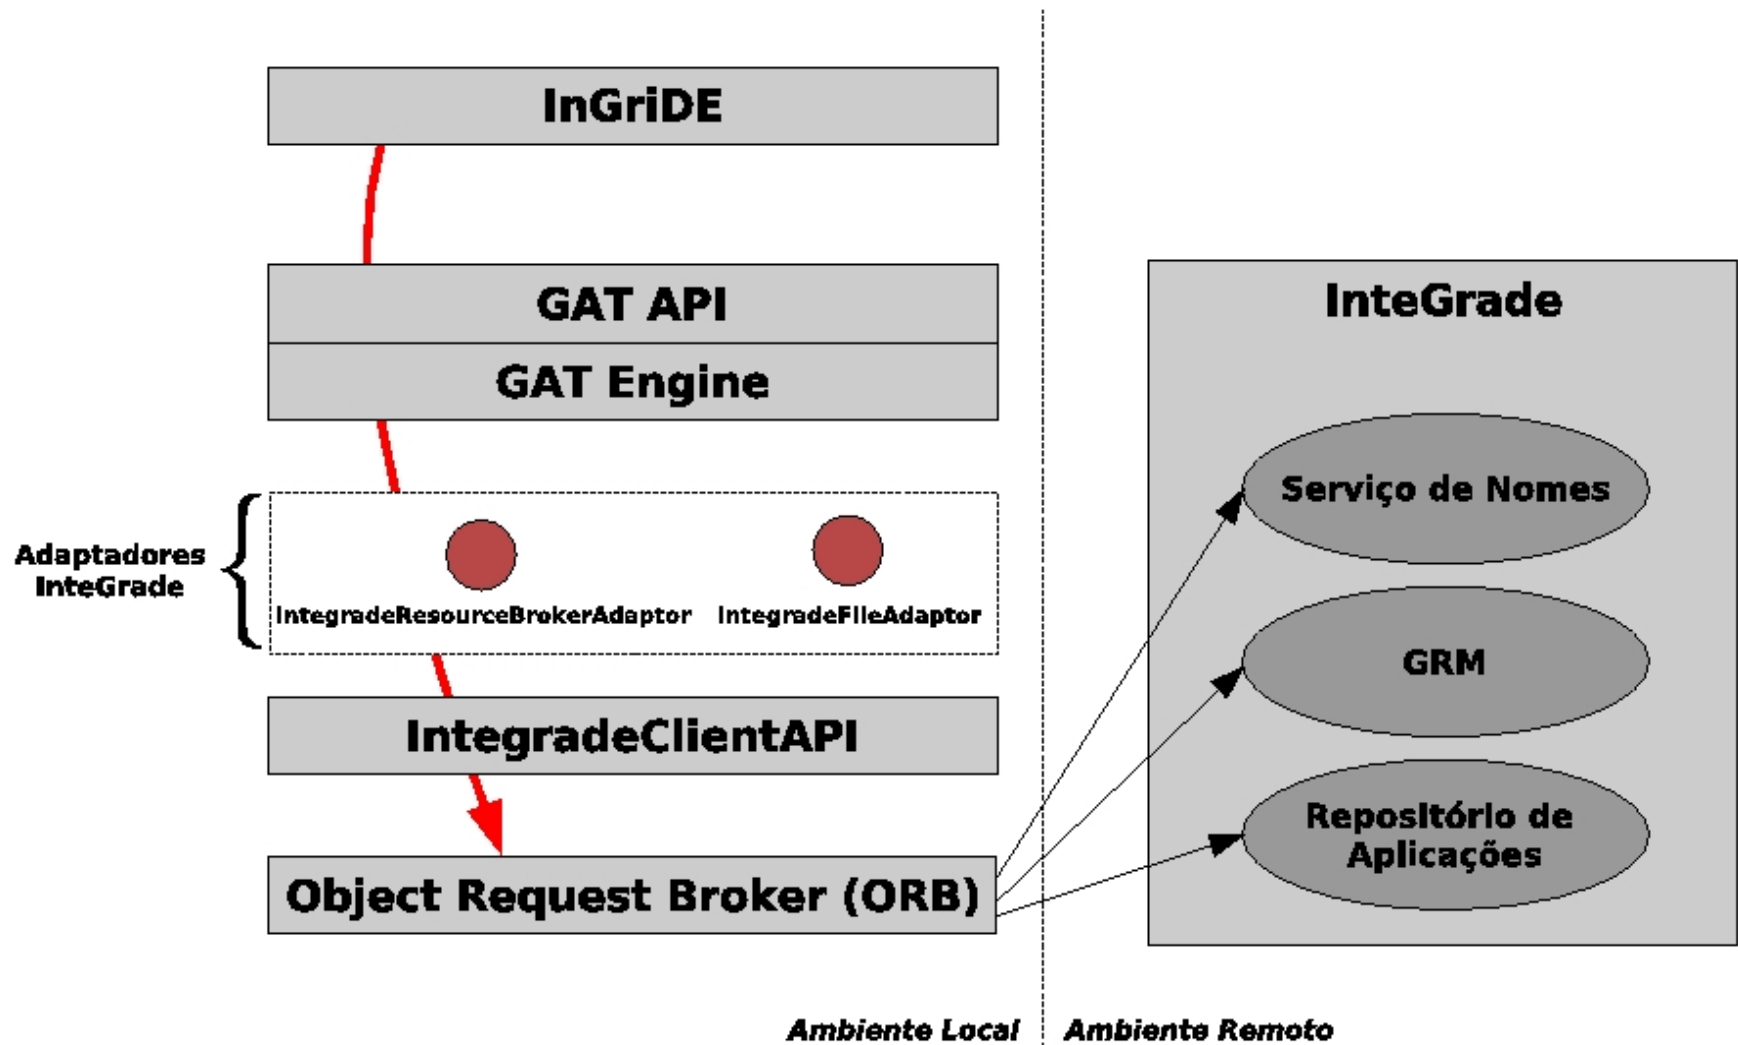 InGriDE
GAT API
GAT Engine
Adaptadores
InteGrade
IntegradeResourceBrokerAdaptor
IntegradeFileAdaptor
IntegradeClientAPI
Object Request Broker (ORB)
InteGrade
Serviço de Nomes
GRM
Repositório de
Aplicações
Ambiente Local
Ambiente Remoto